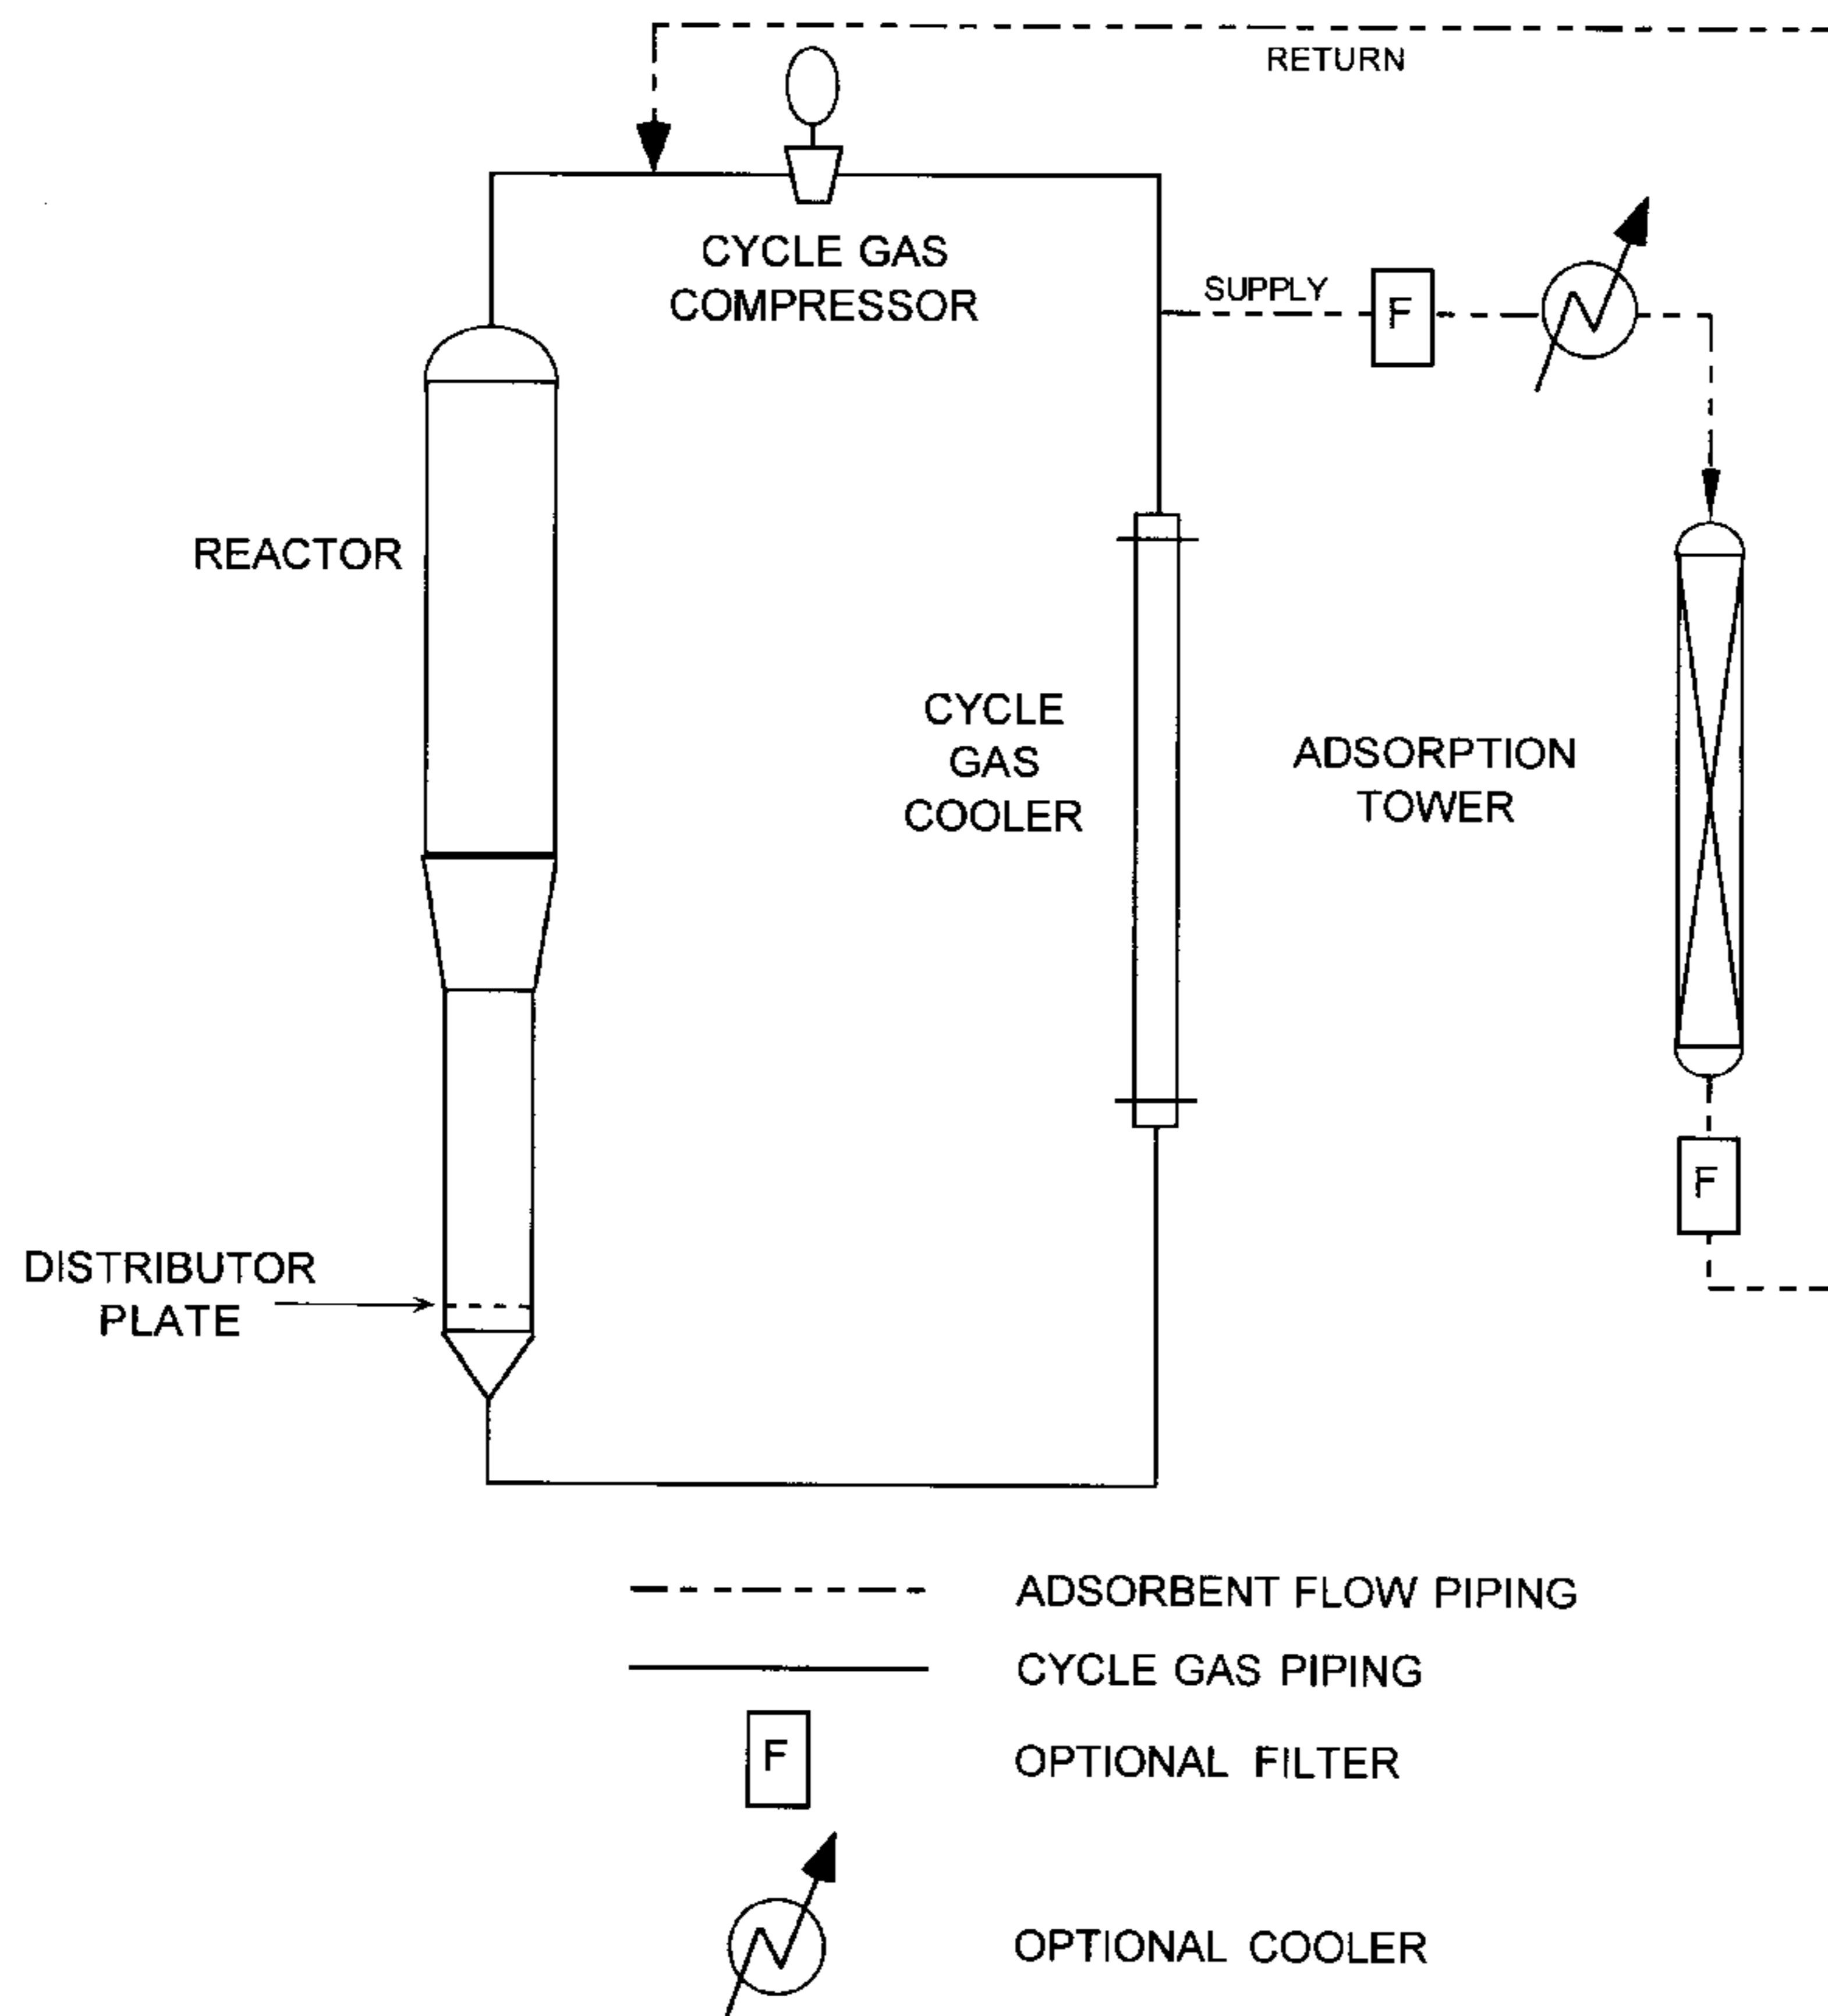 RETURN
CYCLE GAS
COMPRESSOR
SUPPLY
F
REACTOR
CYCLE
GAS
COOLER
ADSORPTION
TOWER
F
DISTRIBUTOR
PLATE
ADSORBENT FLOW PIPING
CYCLE GAS PIPING
F
OPTIONAL FILTER
OPTIONAL COOLER